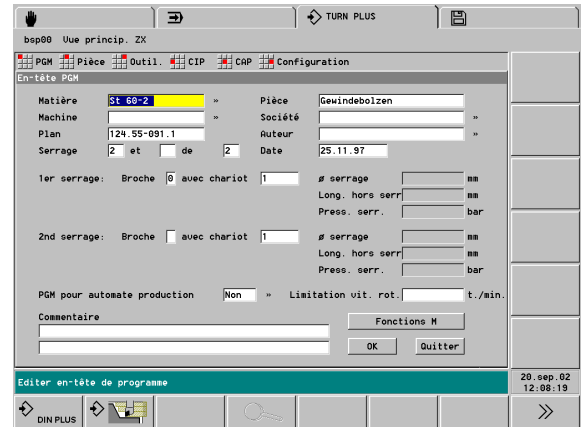 TURN PLUS
bsp00 Vue princip. ZX
PGM Pièce Outil. CIP CAP Configuration
En-tête PGM
Matière St 60-2 » Pièce Gewindebolzen
Machine » Société »
Plan 124.55-091.1 Auteur »
Serrage 2 et de 2 Date 25.11.97
1er serrage: Broche 0 avec chariot 1 ø serrage mm
Long. hors serr mm
Press. serr. bar
2nd serrage: Broche avec chariot 1 ø serrage mm
Long. hors serr mm
Press. serr. bar
PGM pour automate production Non » Limitation vit. rot. t./min.
Commentaire
Fonctions M
OK Quitter
Editer en-tête de programme
20.sep.02
12:08:19
DIN PLUS